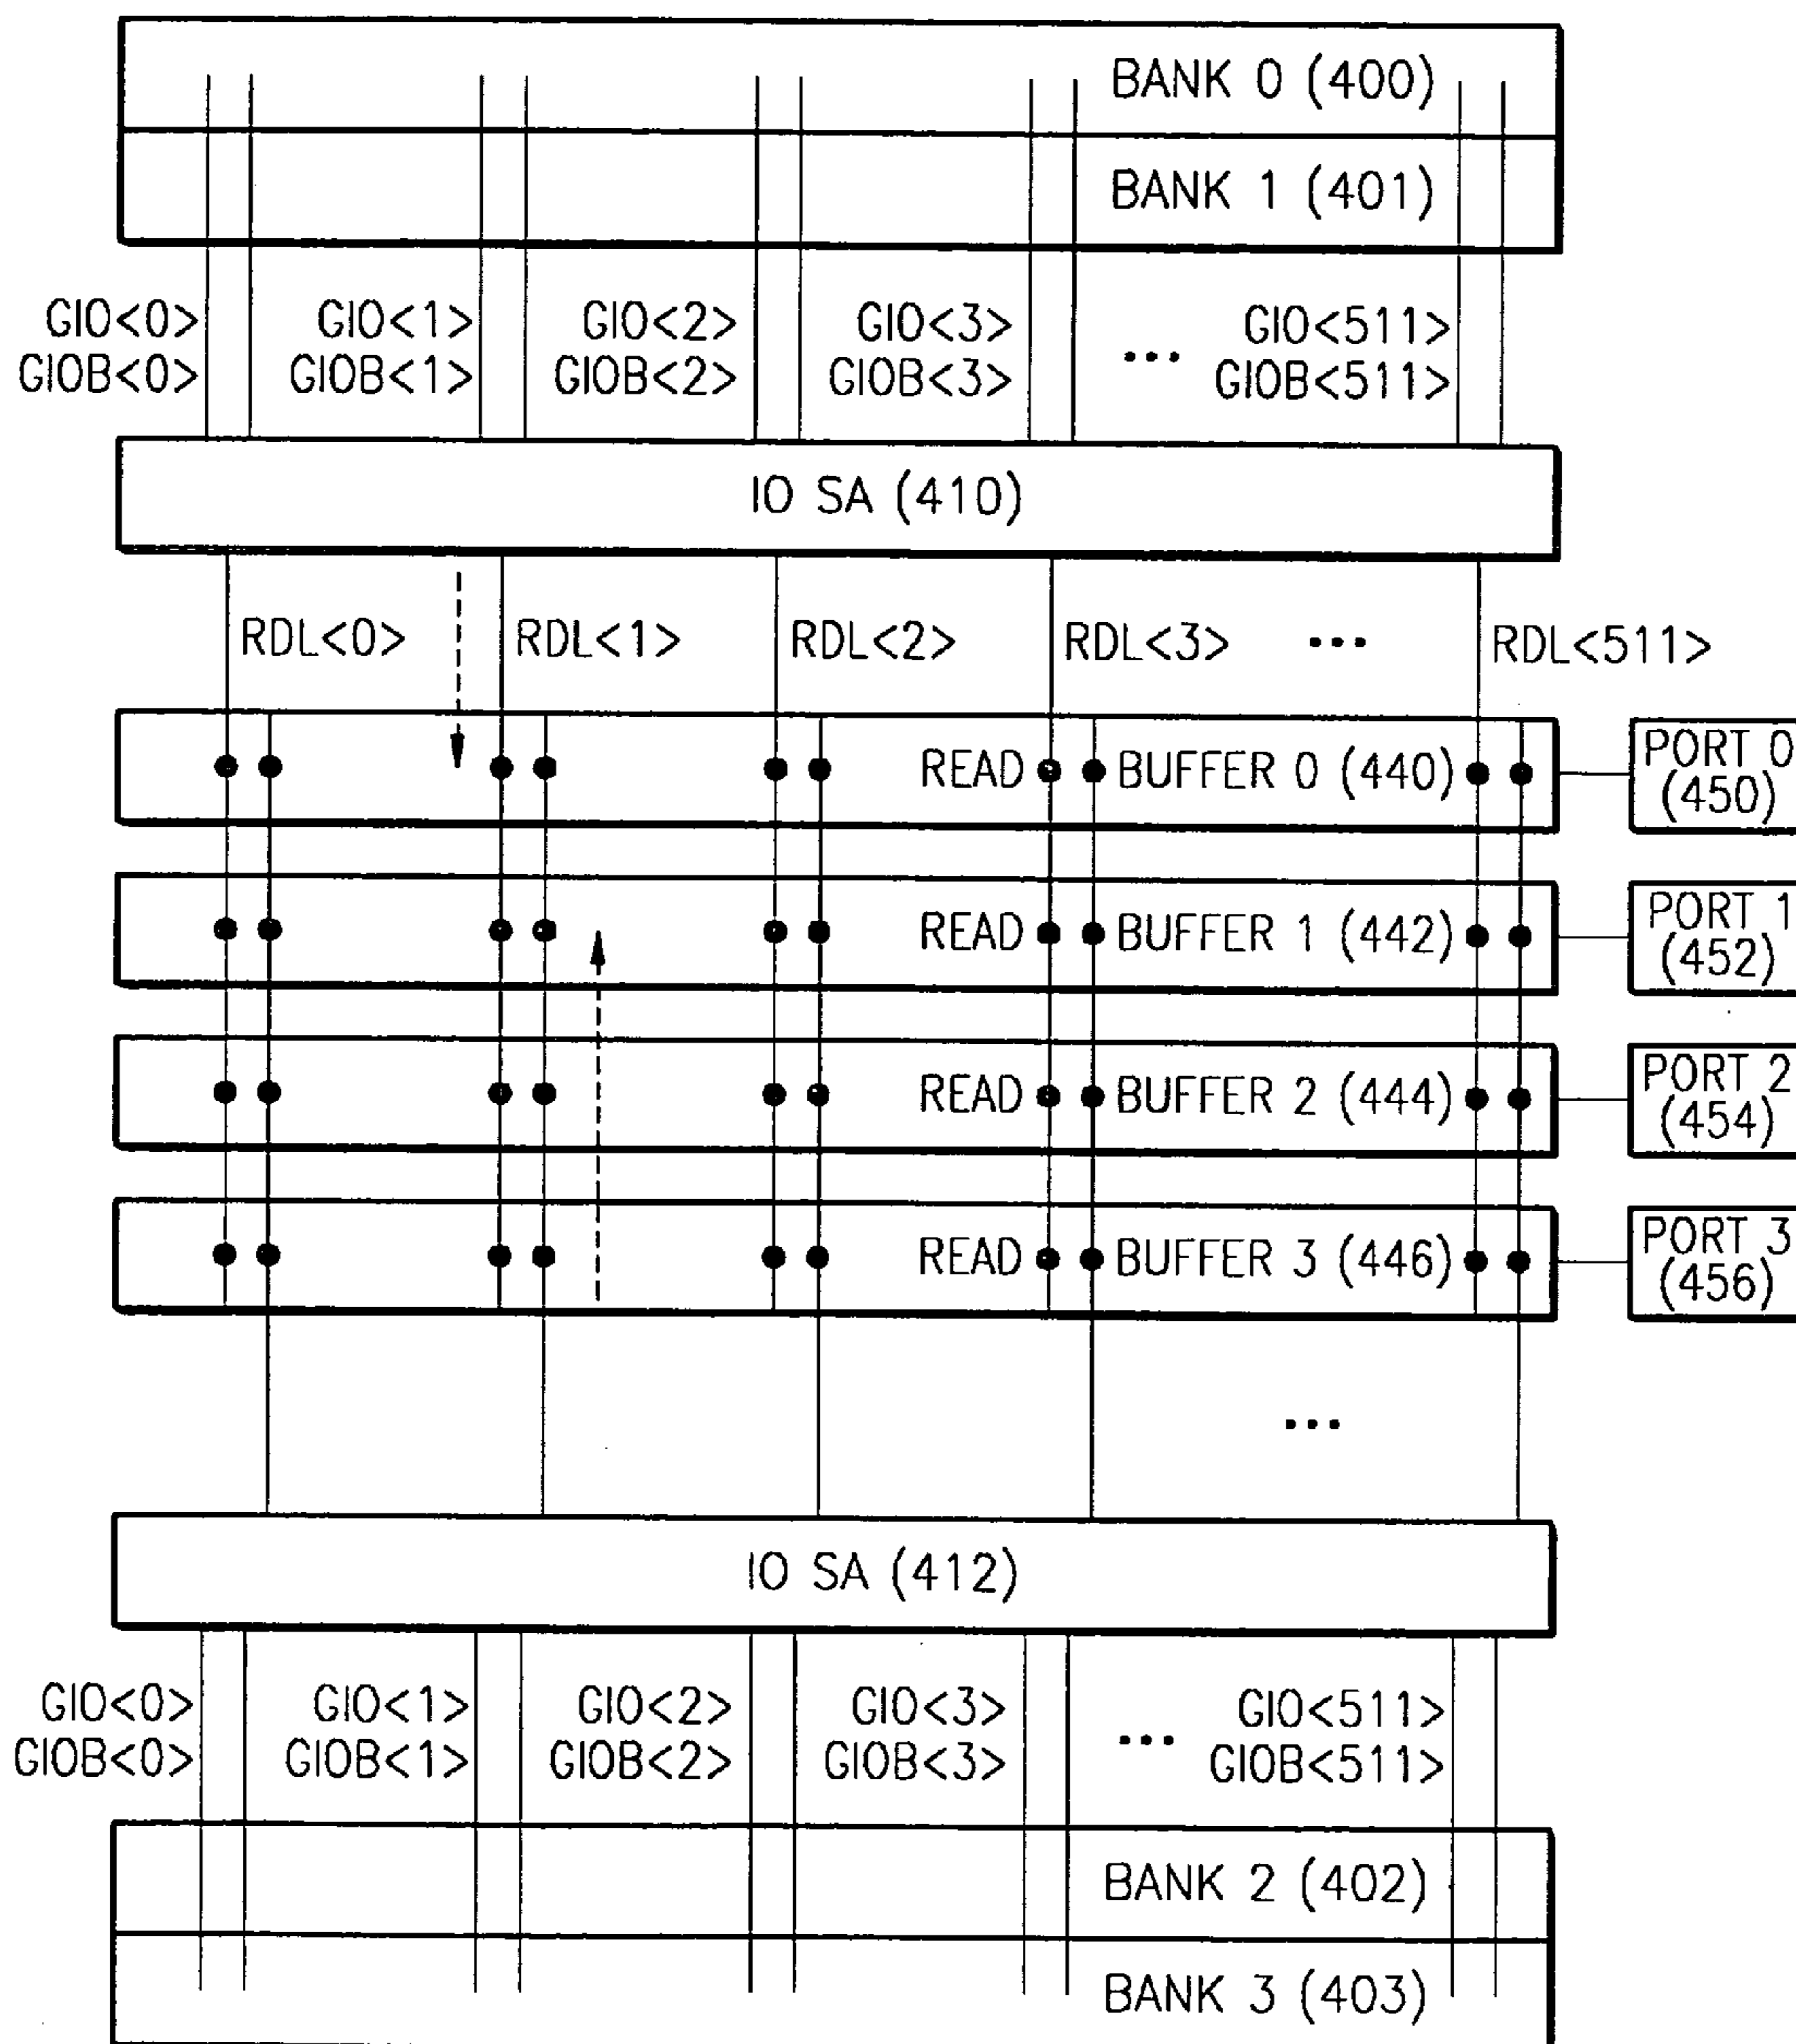 BANK 0 (400)
BANK 1 (401)
GIO<0> GIO<1> GIO<2> GIO<3> GIO<511>
GIOB<0> GIOB<1> GIOB<2> GIOB<3> ... GIOB<511>
IO SA (410)
RDL<0> RDL<1> RDL<2> RDL<3> ... RDL<511>
READ BUFFER 0 (440)
PORT 0
(450)
READ BUFFER 1 (442)
PORT 1
(452)
READ BUFFER 2 (444)
PORT 2
(454)
READ BUFFER 3 (446)
PORT 3
(456)
...
IO SA (412)
GIO<0> GIO<1> GIO<2> GIO<3> GIO<511>
GIOB<0> GIOB<1> GIOB<2> GIOB<3> ... GIOB<511>
BANK 2 (402)
BANK 3 (403)